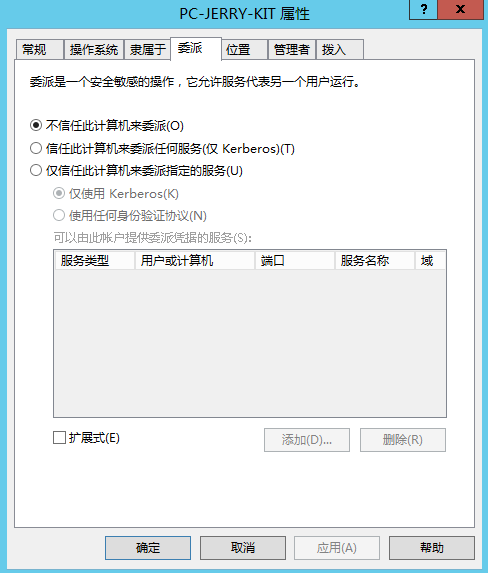 PC-JERRY-KIT 属性
? x
常规 操作系统 隶属于 委派 位置 管理者 拨入
委派是一个安全敏感的操作，它允许服务代表另一个用户运行。
不信任此计算机来委派(O)
信任此计算机来委派任何服务(仅 Kerberos)(T)
仅信任此计算机来委派指定的服务(U)
仅使用 Kerberos(K)
使用任何身份验证协议(N)
可以由此帐户提供委派凭据的服务(S):
服务类型 用户或计算机 端口 服务名称 域
扩展式(E) 添加(D)... 删除(R)
确定 取消 应用(A) 帮助